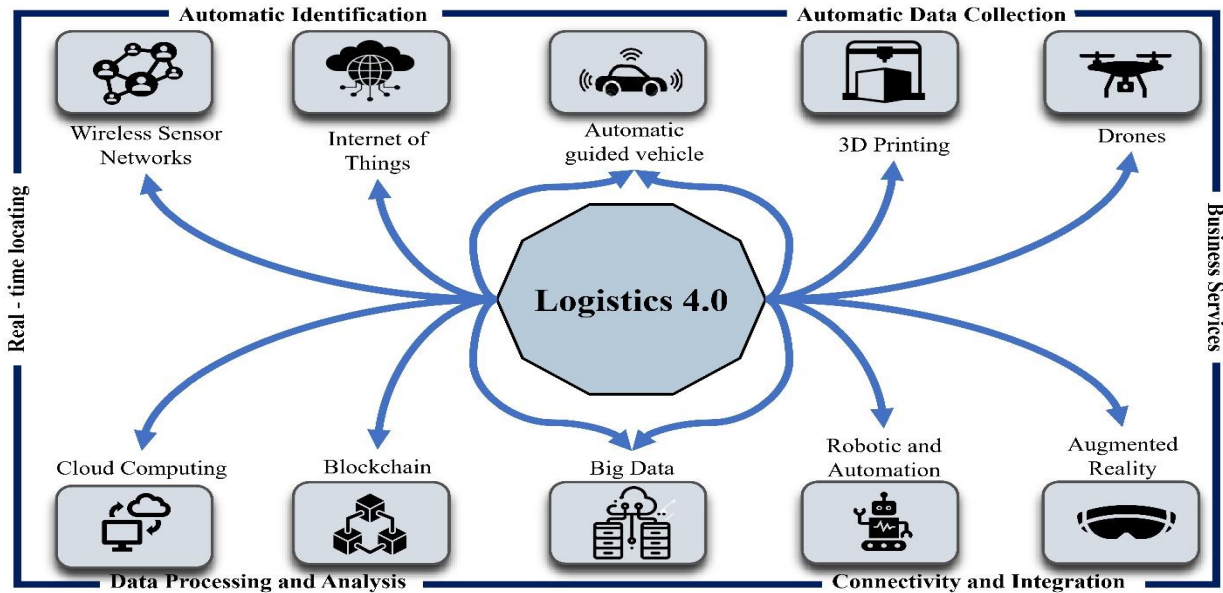 Automatic Identification
Automatic Data Collection
Wireless Sensor
Networks
Internet of
Things
Automatic
guided vehicle
3D Printing
Drones
Real - time locating
Business Services
Logistics 4.0
Cloud Computing
Blockchain
Big Data
Robotic and
Automation
Augmented
Reality
Data Processing and Analysis
Connectivity and Integration